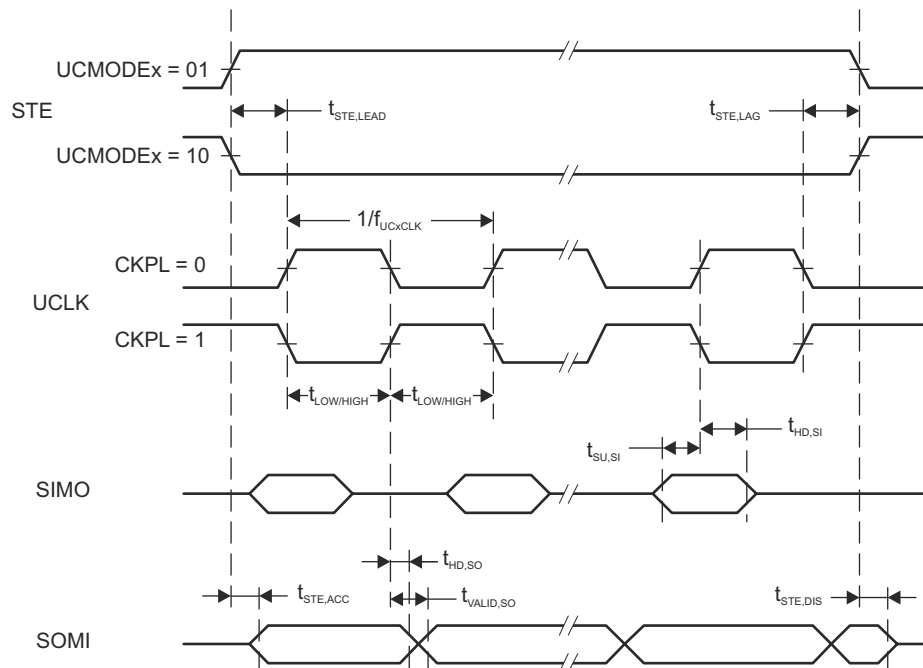 UCMODEx = 01
STE
tSTE,LEAD
tSTE,LAG
UCMODEx = 10
1/fUCxCLK
CKPL = 0
UCLK
CKPL = 1
tLOW/HIGH
tLOW/HIGH
tHD,SI
tSU,SI
SIMO
tHD,SO
tSTE,ACC
tVALID,SO
tSTE,DIS
SOMI